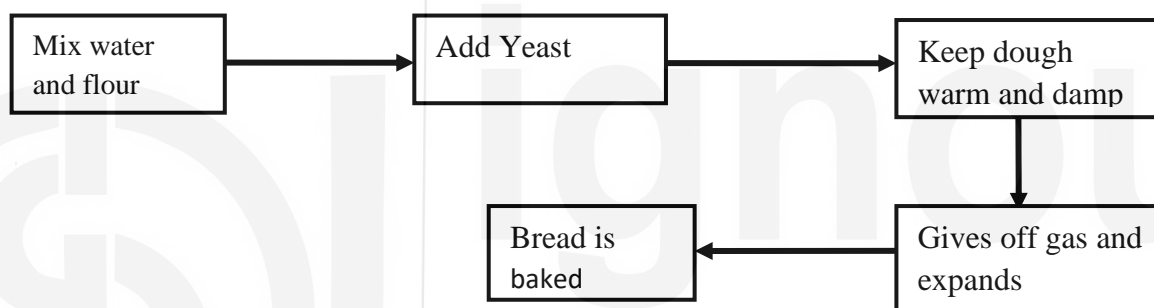 Mix water
and flour
Add Yeast
Keep dough
warm and damp
Gives off gas and
expands
Bread is
baked
ignou